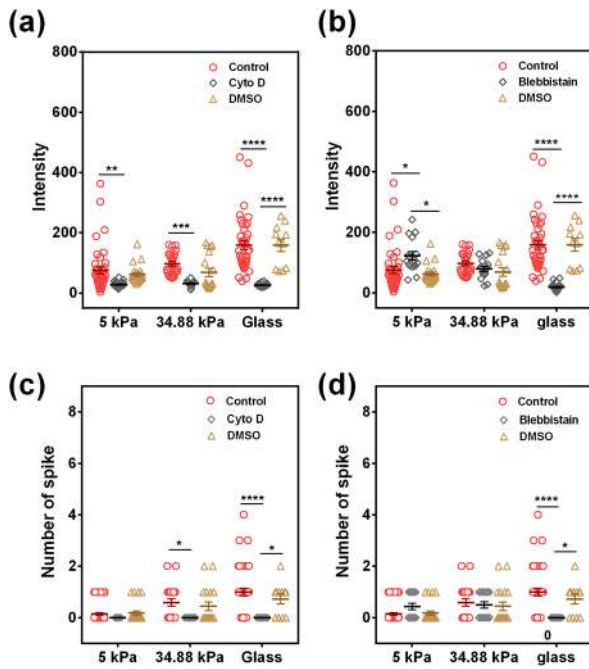 (a)
800
600
400
200
0
Intensity
Control
Cyto D
DMSO
**
***
****
****
5 kPa 34.88 kPa Glass
(b)
800
600
400
200
0
Intensity
Control
Blebbistain
DMSO
*
*
****
****
5 kPa 34.88 kPa glass
(c)
8
6
4
2
0
Number of spike
Control
Cyto D
DMSO
*
****
*
5 kPa 34.88 kPa Glass
(d)
8
6
4
2
0
Number of spike
Control
Blebbistain
DMSO
****
*
0
5 kPa 34.88 kPa glass